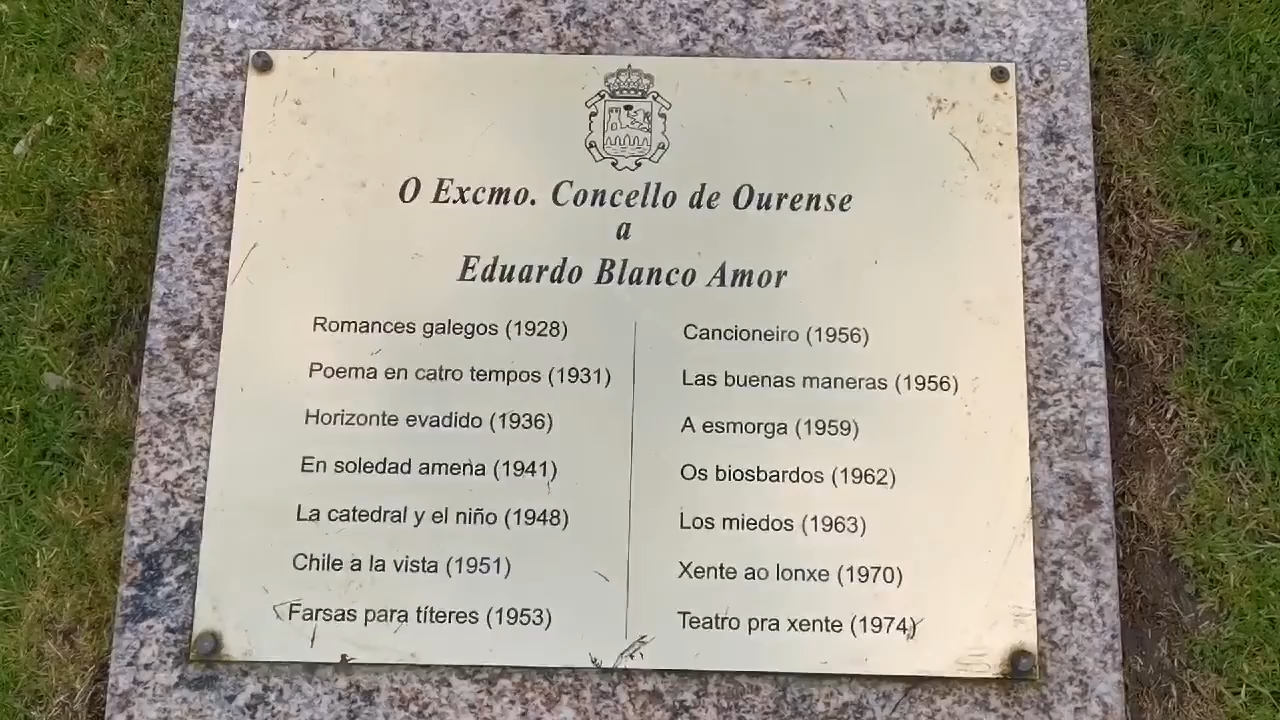 O Excmo. Concello de Ourense
a
Eduardo Blanco Amor
Romances galegos (1928)
Poema en catro tempos (1931)
Horizonte evadido (1936)
En soledad amena (1941)
La catedral y el niño (1948)
Chile a la vista (1951)
Farsas para títeres (1953)
Cancioneiro (1956)
Las buenas maneras (1956)
A esmorga (1959)
Os biosbardos (1962)
Los miedos (1963)
Xente ao lonxe (1970)
Teatro pra xente (1974)